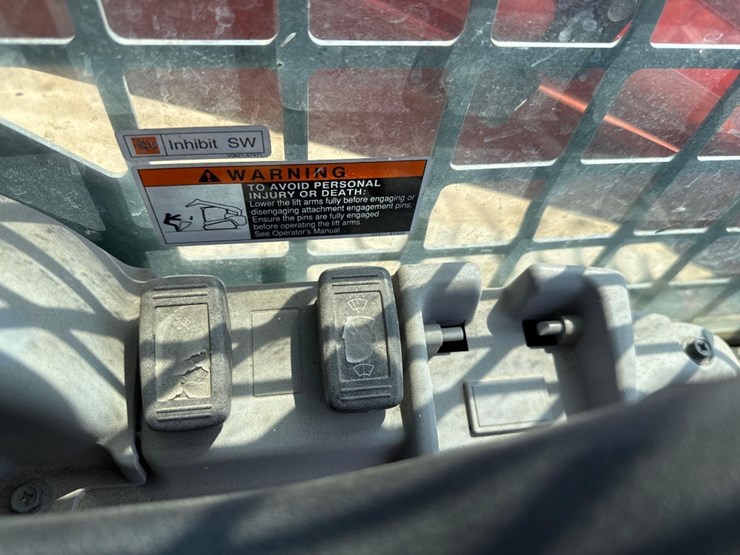 Inhibit SW
WARNING
TO AVOID PERSONAL
INJURY OR DEATH:
Lower the lift arms fully before engaging or
disengaging attachment engagement pins.
Ensure the pins are fully engaged
before operating the lift arms.
See Operator's Manual